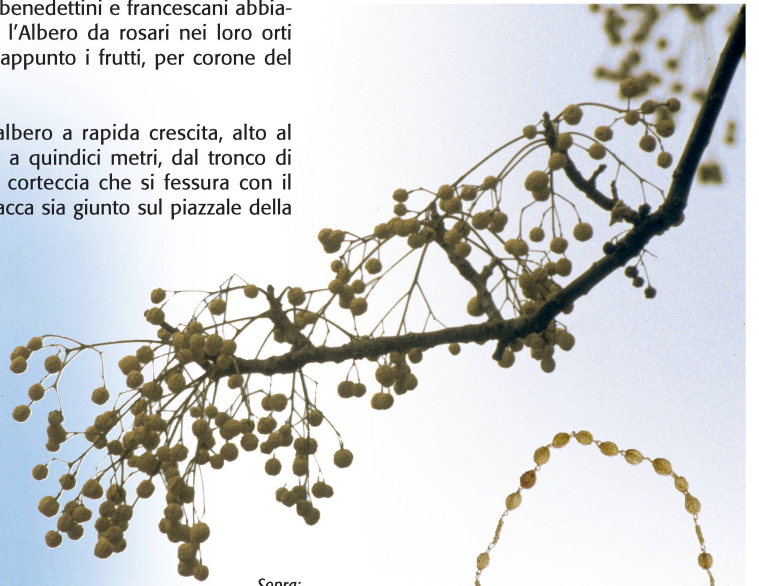 benedettini e francescani abbia-
l'Albero da rosari nei loro orti
appunto i frutti, per corone del
albero a rapida crescita, alto al
a quindici metri, dal tronco di
corteccia che si fessura con il
acca sia giunto sul piazzale della
Sopra: